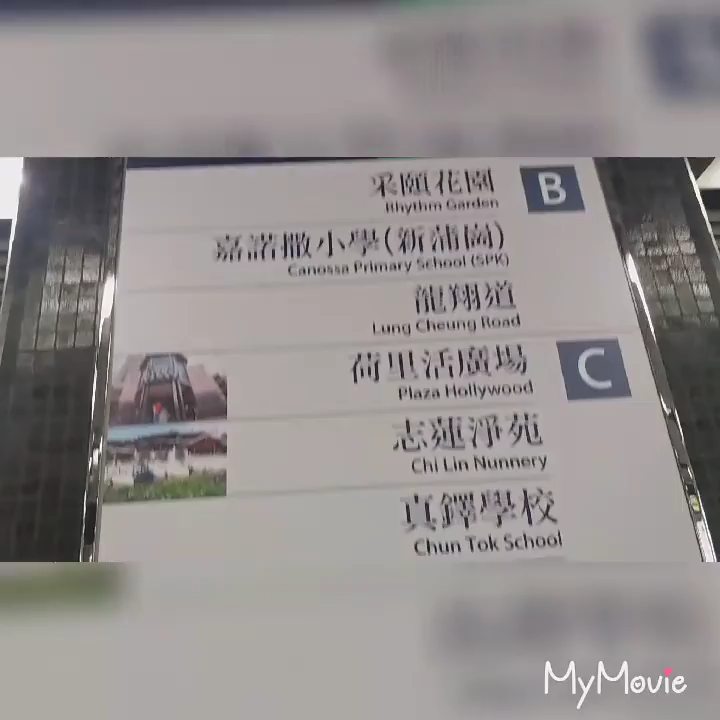 采頤花園
B
Rhythm Garden
嘉諾撒小學(新蒲崗)
Canossa Primary School (SPK)
龍翔道
Lung Cheung Road
荷里活廣場
C
Plaza Hollywood
志蓮淨苑
Chi Lin Nunnery
真鐸學校
Chun Tok School
MyMovie